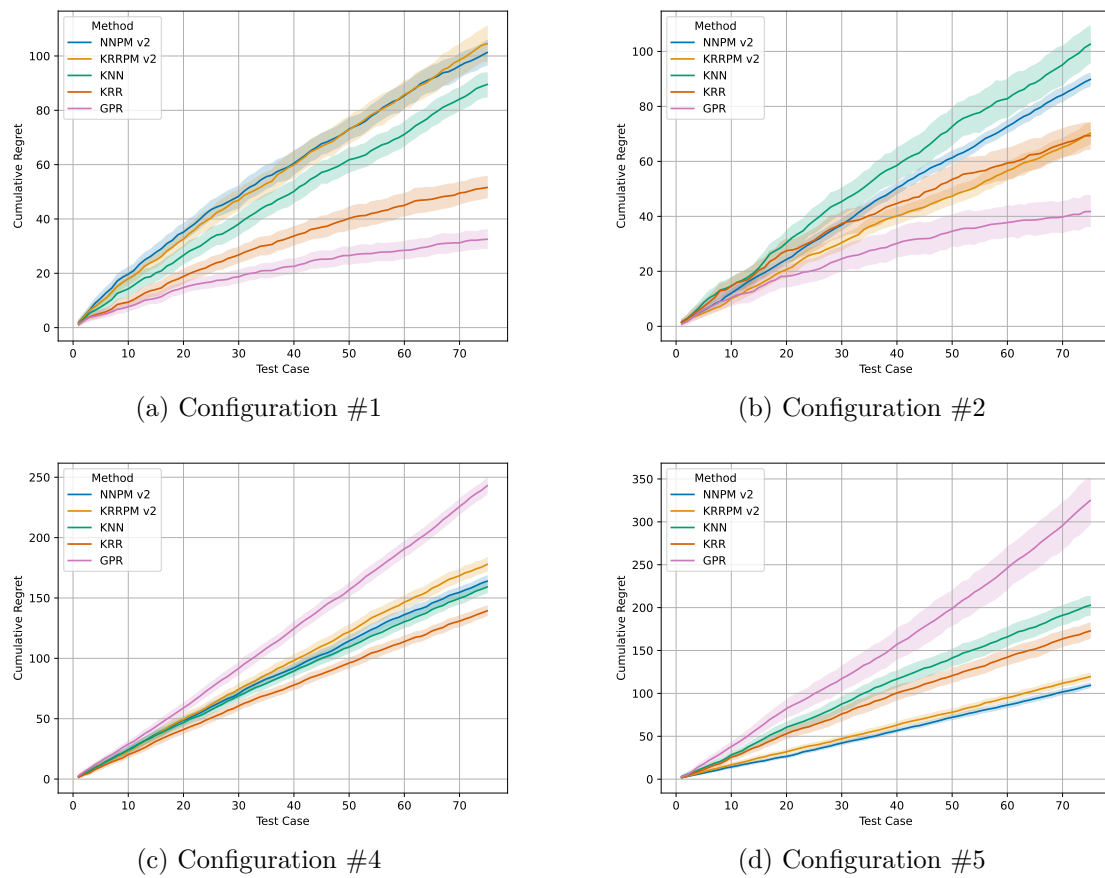 Method
NNPM v2
KRRPM v2
KNN
KRR
GPR
100
80
60
40
20
0
Cumulative Regret
0 10 20 30 40 50 60 70
Test Case
(a) Configuration #1
Method
NNPM v2
KRRPM v2
KNN
KRR
GPR
100
80
60
40
20
0
Cumulative Regret
0 10 20 30 40 50 60 70
Test Case
(b) Configuration #2
Method
NNPM v2
KRRPM v2
KNN
KRR
GPR
250
200
150
100
50
0
Cumulative Regret
0 10 20 30 40 50 60 70
Test Case
(c) Configuration #4
Method
NNPM v2
KRRPM v2
KNN
KRR
GPR
350
300
250
200
150
100
50
0
Cumulative Regret
0 10 20 30 40 50 60 70
Test Case
(d) Configuration #5